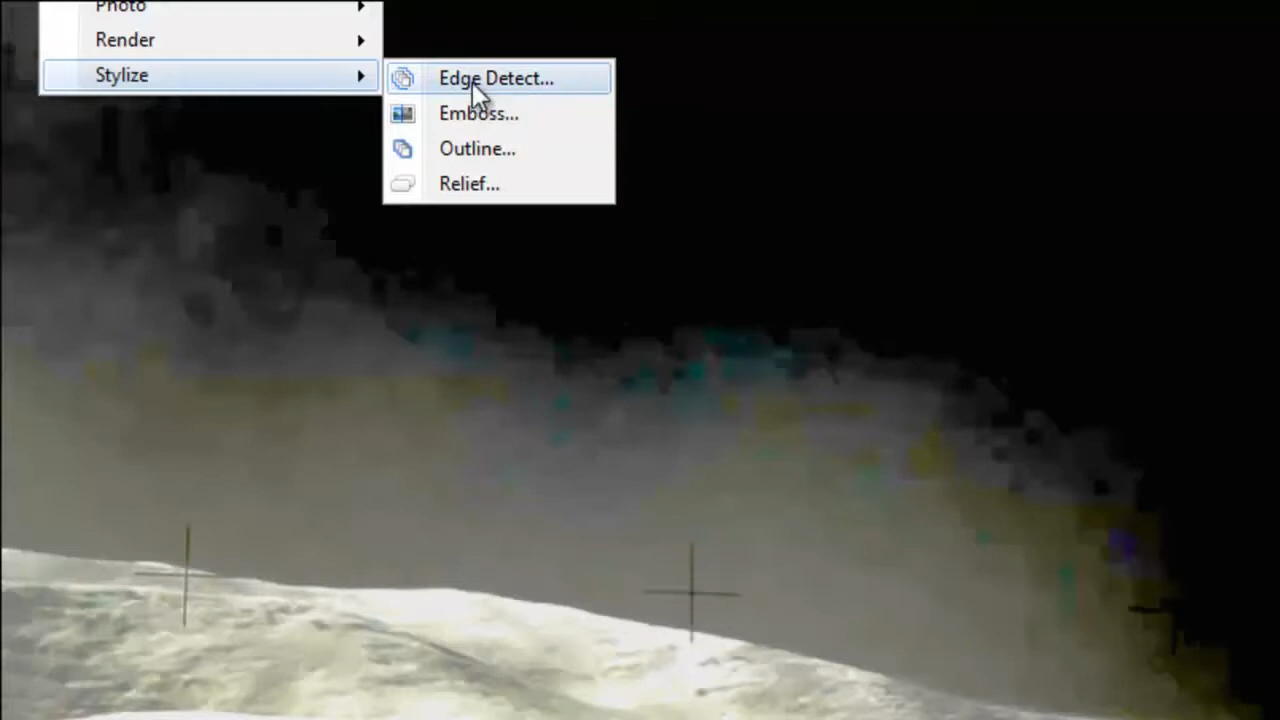 Photo
Render
Stylize
Edge Detect...
Emboss...
Outline...
Relief...